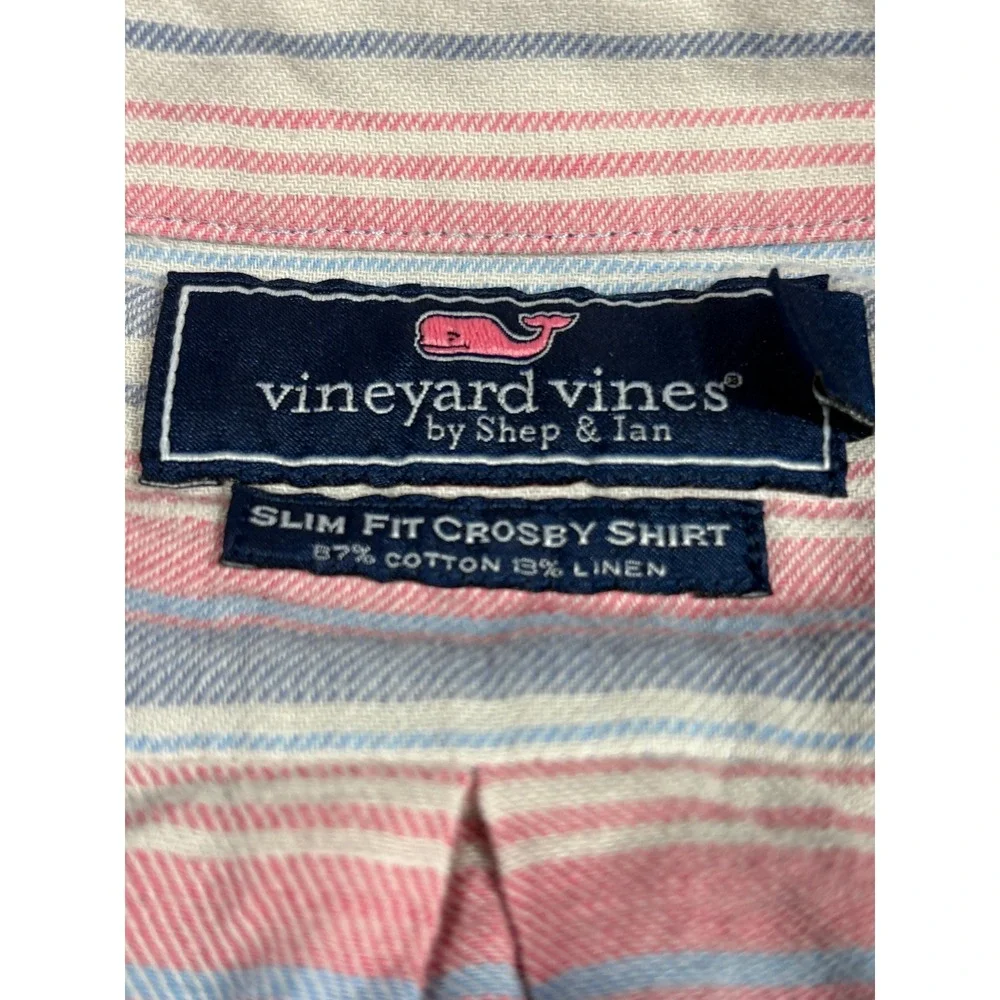 vineyard vines®
by Shep & Ian
SLIM FIT CROSBY SHIRT
87% COTTON 13% LINEN